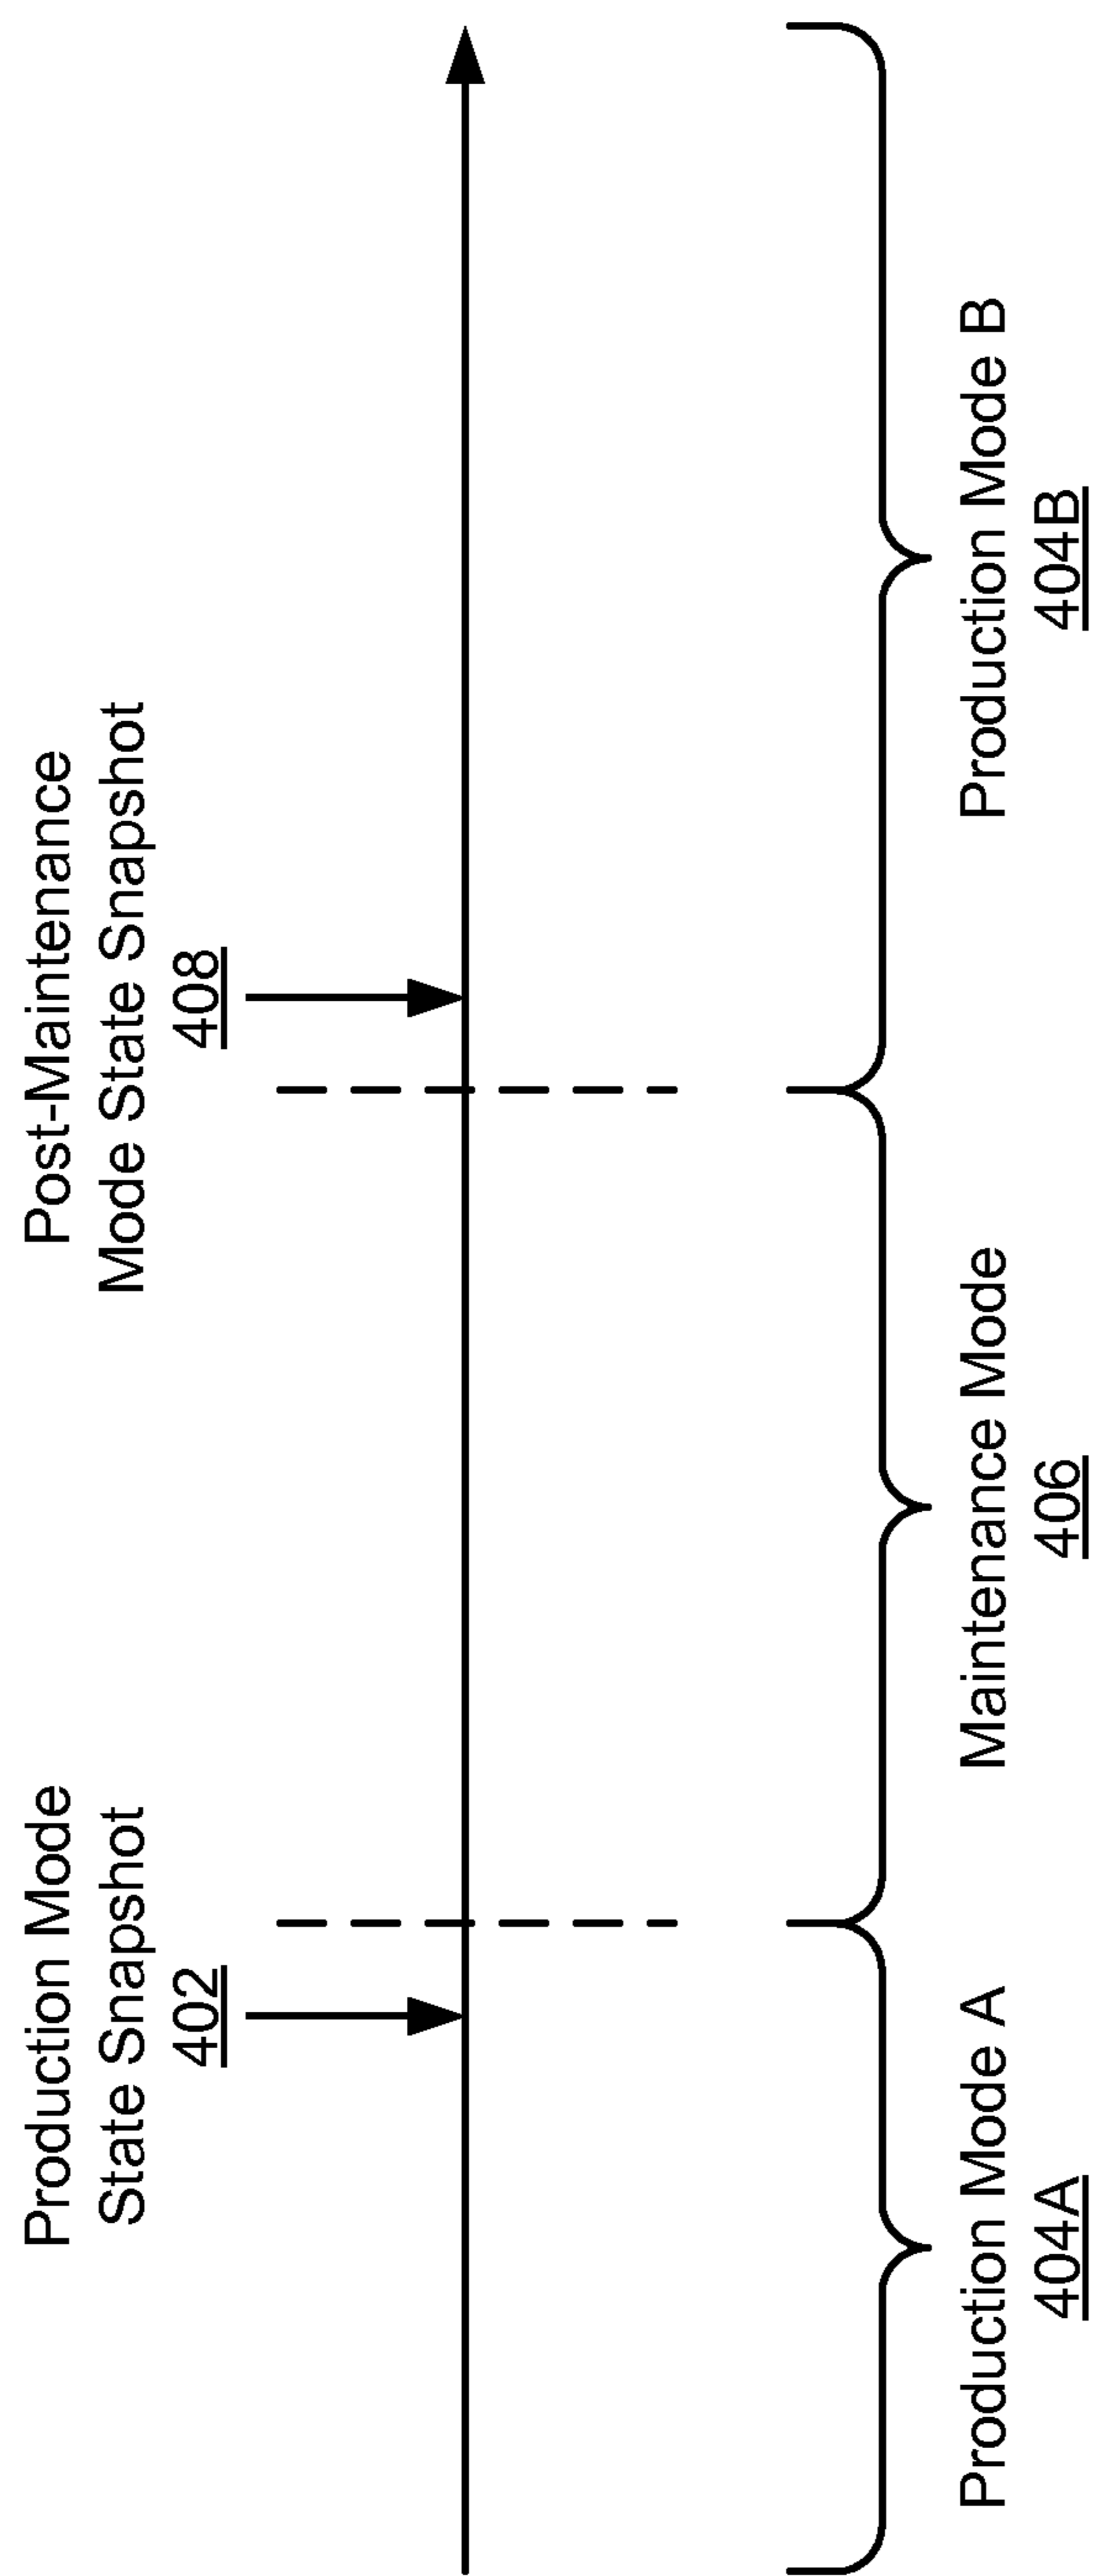 Production Mode
State Snapshot
402
Post-Maintenance
Mode State Snapshot
408
Production Mode A
404A
Maintenance Mode
406
Production Mode B
404B